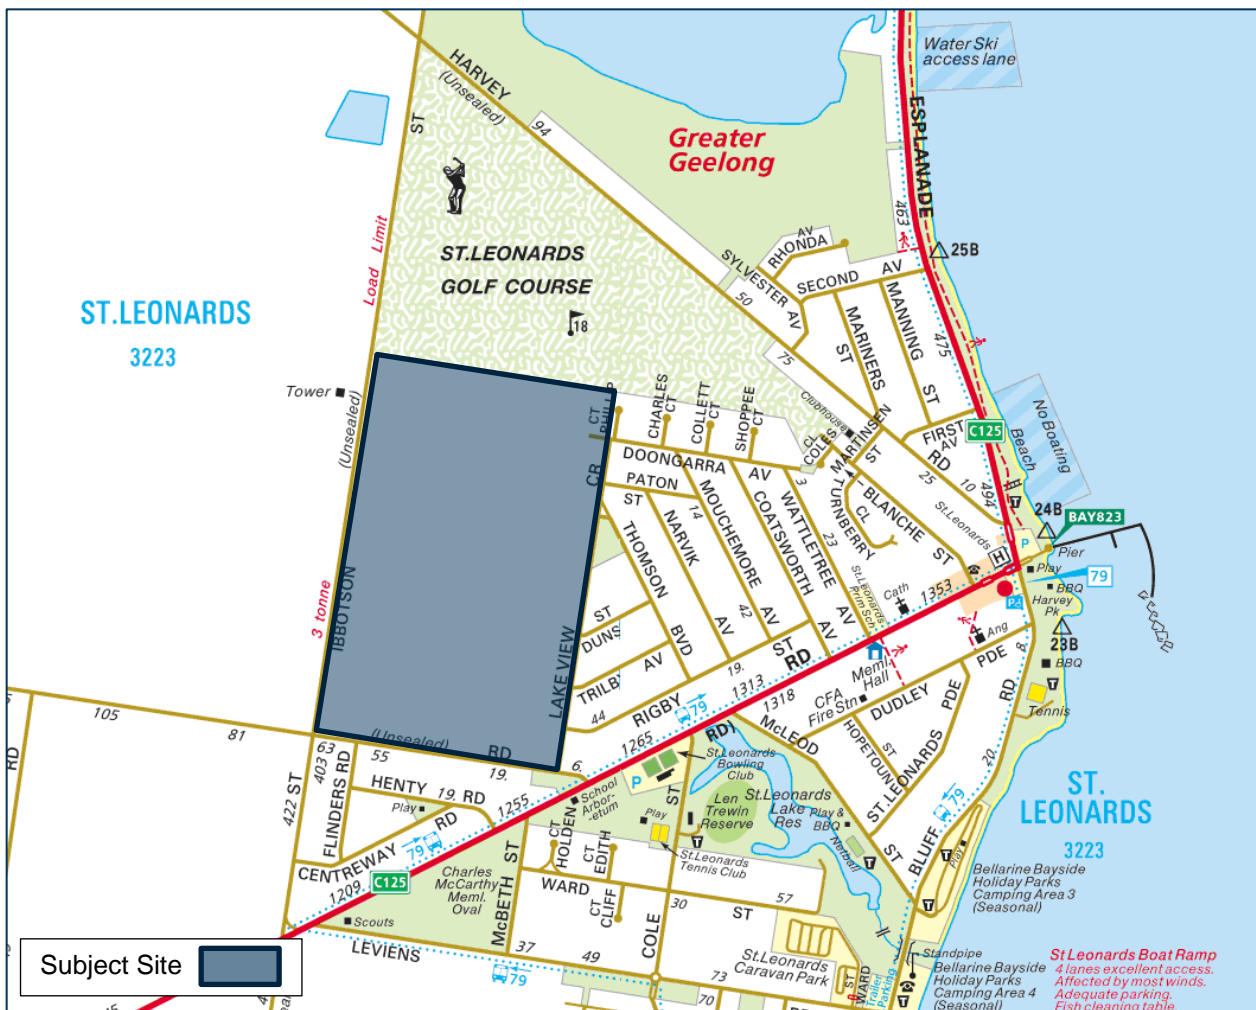 Water Ski
access lane
HARVEY
(Unsealed)
94
ST
Greater
Geelong
ESPLANADE
463
25B
Load Limit
ST.LEONARDS
GOLF COURSE
18
SYLVESTER AV
RHONDA AV
SECOND AV
50
MARINERS ST
MANNING ST
475
ST.LEONARDS
3223
75
Tower
(Unsealed)
CT
PHILLIP
CHARLES CT
COLLETT CT
SHOPPEE CT
Clubhouse
COLES CL
MARTINSEN ST
FIRST AV
C125
RD
25
10
494
Beach
No Boating
DOONGARRA AV
CR
PATON ST
14
3
TURNBERRY CL
BLANCHE ST
St.Leonards
24B
BAY823
P
Pier
H
Play
79
BBQ
Harvey
Pk
THOMSON BVD
NARVIK AV
MOUCHEMORE AV
COATSWORTH AV
WATTLETREE AV
23
42
St.Leonards
Prim Sch
Cath
1353
P
Ang
23B
BBQ
3 tonne
IBBOTSON
DUNS ST
TRILBY AV
LAKE VIEW
44
RIGBY ST
19.
RD
1313
1318
79
Meml.
Hall
CFA
Fire Stn
DUDLEY PDE
8.
RD
Tennis
McLEOD ST
HOPETOUN ST
ST.LEONARDS PDE
20.
105
81
(Unsealed)
RD
RD
63
403
55
19.
6.
1265
RD
P
St.Leonards
Bowling
Club
HENTY RD
19.
Play
School
Arbor-
-etum
1255
422
ST
FLINDERS RD
CENTREWAY RD
79
1209.
C125
Len
Trewin
Reserve
St.Leonards
Lake
Res
Play &
BBQ
Netball
ST
Play
St.Leonards
Tennis Club
HOLDEN CT
EDITH CT
WARD ST
CLIFF CT
30
57
McBETH ST
Charles
McCarthy
Meml.
Oval
Scouts
LEVIENS
37
49
79
COLE
73
70
BLUFF
79
Play
ST.
LEONARDS
3223
Bellarine Bayside
Holiday Parks
Camping Area 3
(Seasonal)
St.Leonards
Caravan Park
WARD ST
Trailer
Parking
Standpipe
Bellarine Bayside
Holiday Parks
Camping Area 4
(Seasonal)
St Leonards Boat Ramp
4 lanes excellent access.
Affected by most winds.
Adequate parking.
Fish cleaning table.
Subject Site